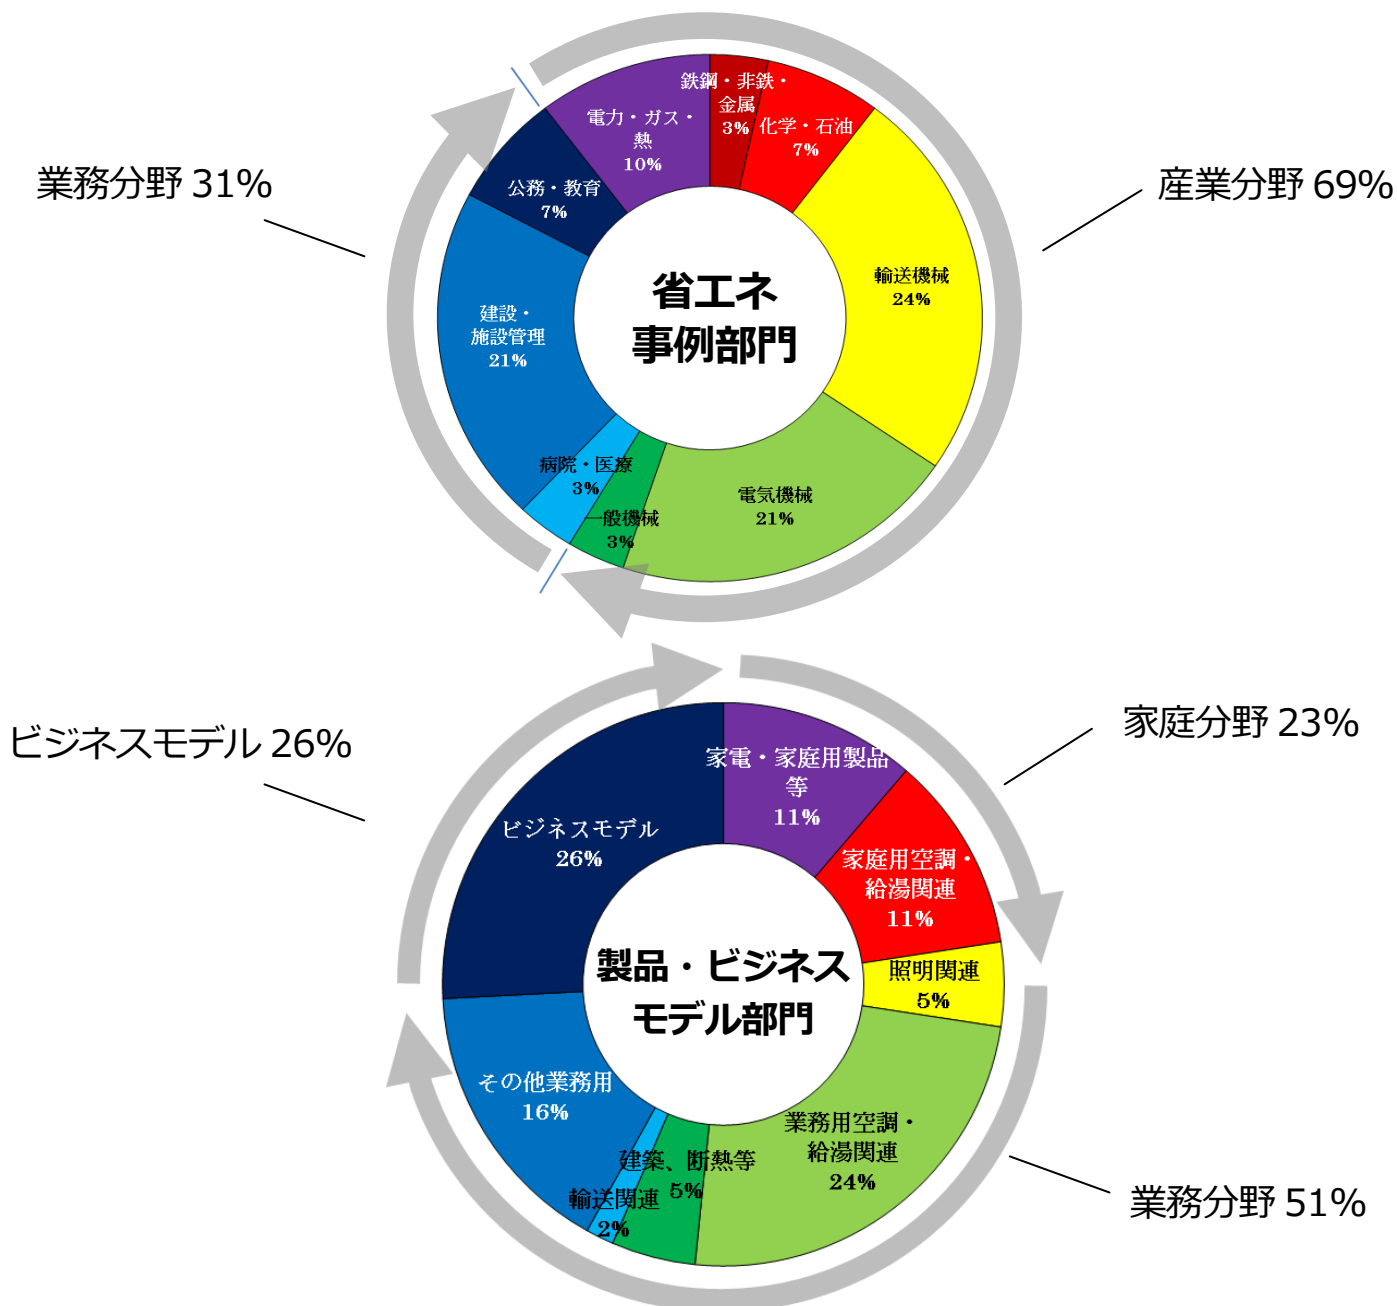 鉄鋼・非鉄・
金属
3%
化学・石油
7%
電力・ガス・
熱
10%
公務・教育
7%
業務分野 31%
産業分野 69%
輸送機械
24%
省エネ
事例部門
建設・
施設管理
21%
病院・医療
3%
一般機械
3%
電気機械
21%
家庭分野 23%
ビジネスモデル 26%
家電・家庭用製品
等
11%
ビジネスモデル
26%
家庭用空調・
給湯関連
11%
照明関連
5%
製品・ビジネス
モデル部門
その他業務用
16%
業務用空調・
給湯関連
24%
建築、断熱等
5%
輸送関連
2%
業務分野 51%